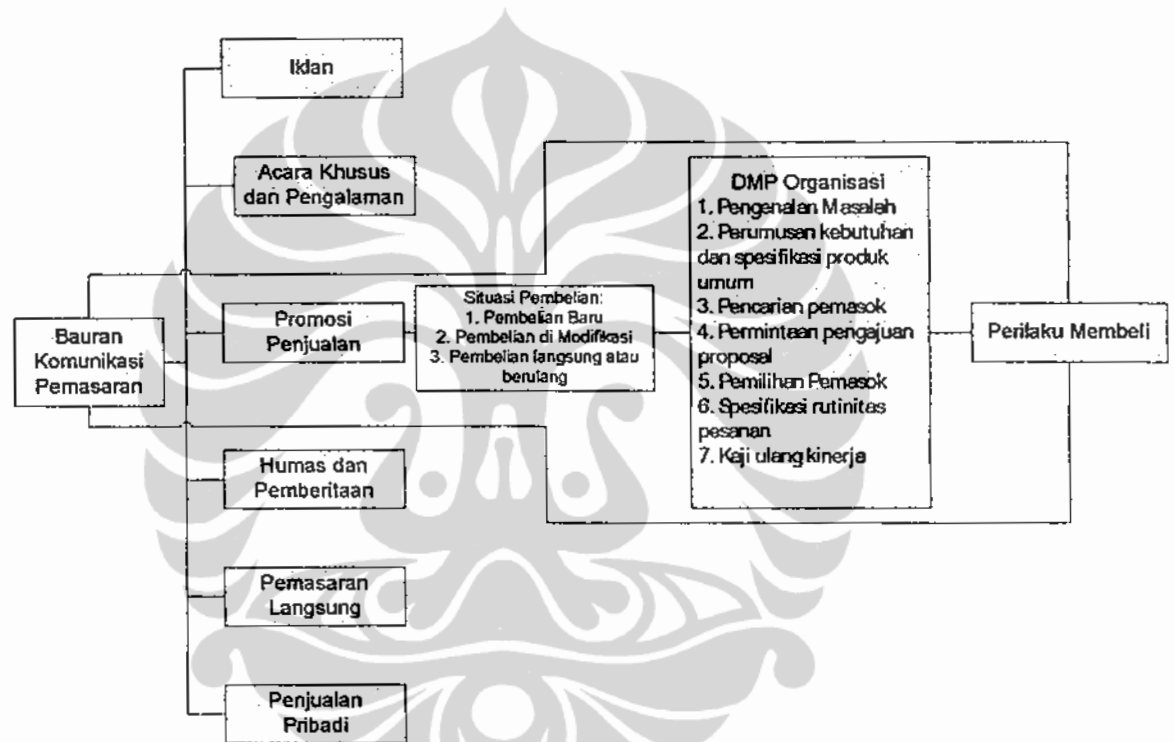 Iklan
Acara Khusus
dan Pengalaman
Bauran
Komunikasi
Pemasaran
Promosi
Penjualan
Situasi Pembelian:
1. Pembelian Baru
2. Pembelian di Modifikasi
3. Pembelian langsung atau
berulang
DMP Organisasi
1. Pengenalan Masalah
2. Perumusan kebutuhan
dan spesifikasi produk
umum
3. Pencarian pemasok
4. Permintaan pengajuan
proposal
5. Pemilihan Pemasok
6. Spesifikasi rutinitas
pesanan
7. Kaji ulang kinerja
Perilaku Membeli
Humas dan
Pemberitaan
Pemasaran
Langsung
Penjualan
Pribadi